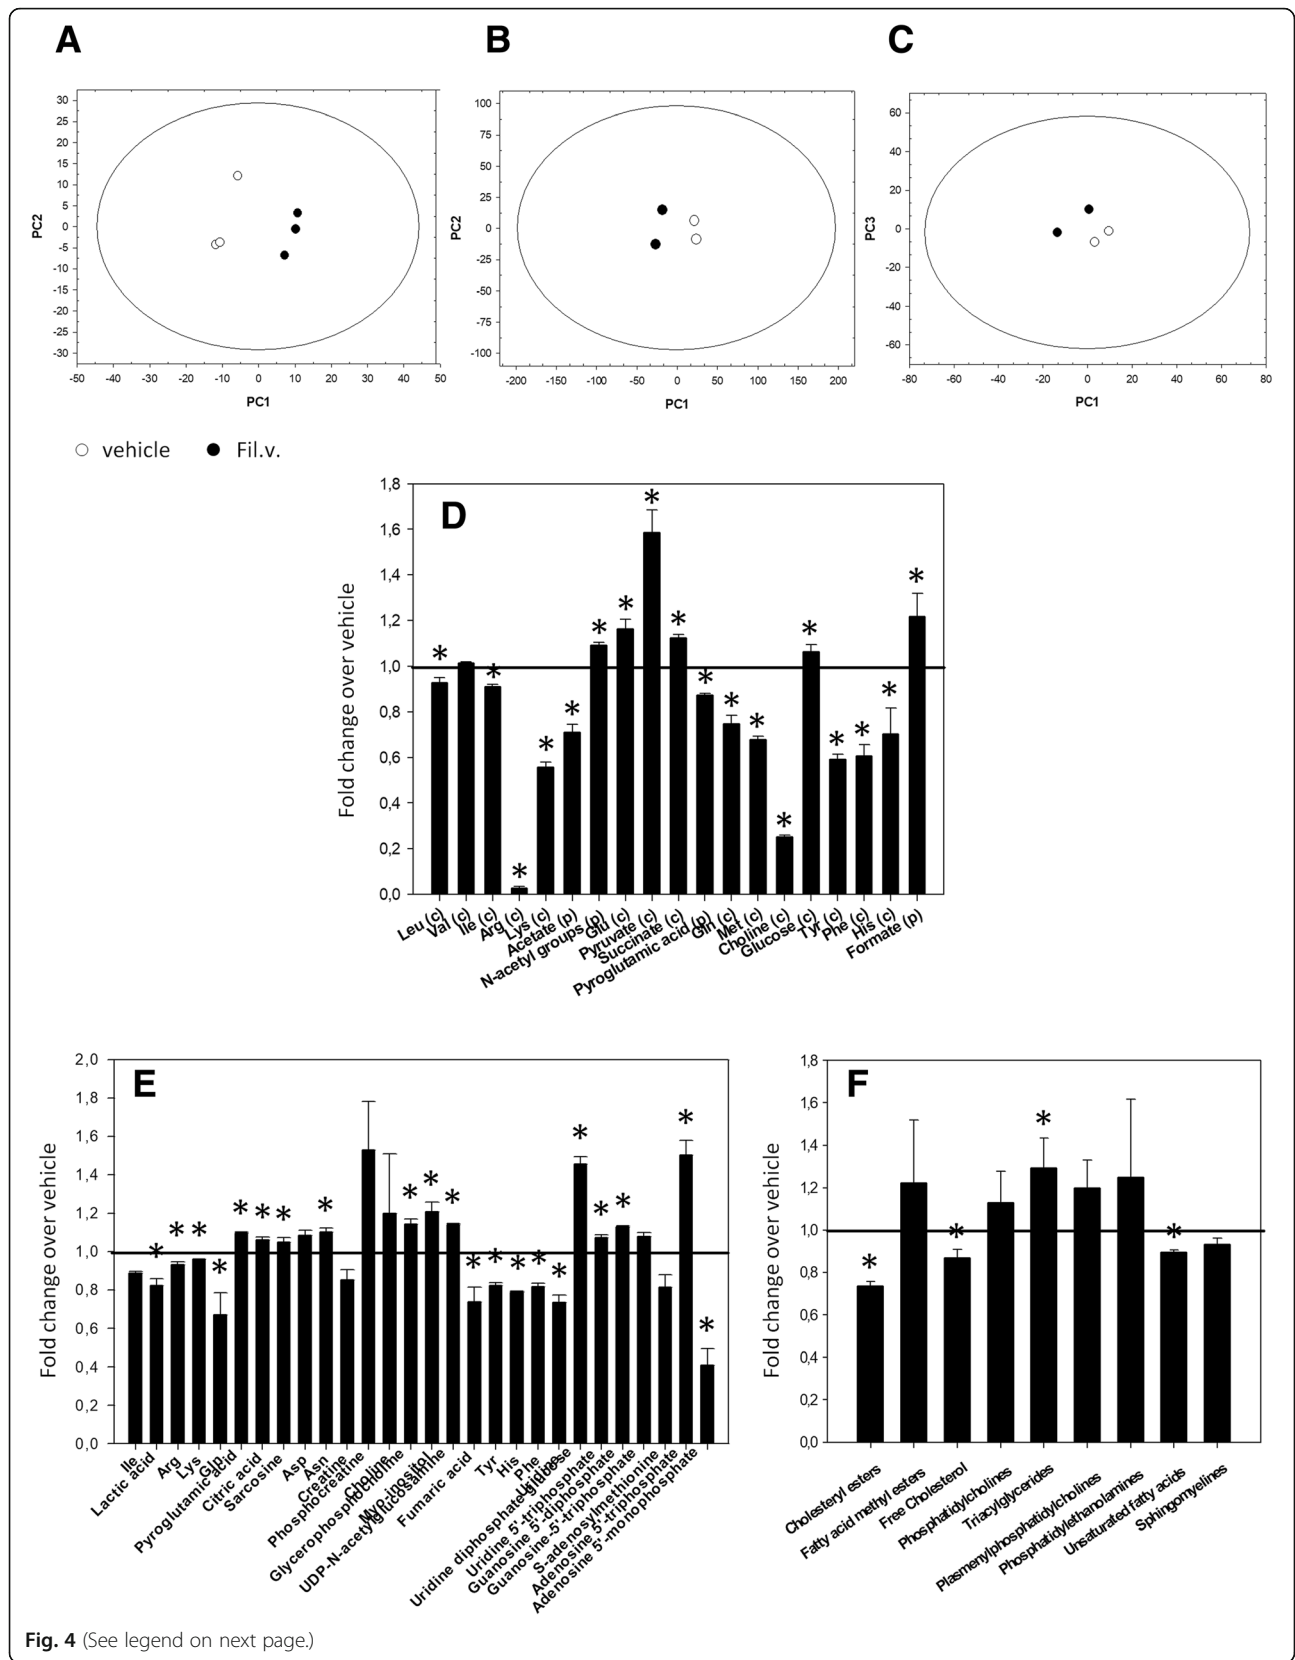 A
B
C
30
25
20
15
10
5
0
-5
-10
-15
-20
-25
-30
PC2
-50 -40 -30 -20 -10 0 10 20 30 40 50
PC1
100
75
50
25
0
-25
-50
-75
-100
PC2
-200 -150 -100 -50 0 50 100 150 200
PC1
60
40
20
0
-20
-40
-60
PC3
-80 -60 -40 -20 0 20 40 60 80
PC1
vehicle
Fil.v.
D
Fold change over vehicle
1,8
1,6
1,4
1,2
1,0
0,8
0,6
0,4
0,2
0,0
* * * * * * * * * * * * * * * * * *
Leu (c)
Val (c)
Ile (c)
Arg (c)
Lys (c)
Acetate (p)
N-acetyl groups (p)
Glu (c)
Pyruvate (c)
Succinate (c)
Pyroglutamic acid (p)
Gln (c)
Met (c)
Choline (c)
Glucose (c)
Tyr (c)
Phe (c)
His (c)
Formate (p)
E
Fold change over vehicle
2,0
1,8
1,6
1,4
1,2
1,0
0,8
0,6
0,4
0,2
0,0
* * * * * * * * * * * * * * * * * * * * *
Ile
Lactic acid
Arg
Lys
Gln
Pyroglutamic acid
Citric acid
Sarcosine
Asp
Asn
Creatine
Phosphocreatine
Choline
Glycerophosphocholine
Myo-inositol
UDP-N-acetylglucosamine
Fumaric acid
Tyr
His
Phe
Uridine
Uridine diphosphate glucose
Uridine 5'-triphosphate
Guanosine 5'-diphosphate
Guanosine-5'-triphosphate
S-adenosylmethionine
Adenosine 5'-triphosphate
Adenosine 5'-monophosphate
F
Fold change over vehicle
1,8
1,6
1,4
1,2
1,0
0,8
0,6
0,4
0,2
0,0
* * * *
Cholesteryl esters
Fatty acid methyl esters
Free Cholesterol
Phosphatidylcholines
Triacylglycerides
Plasmenylphosphatidylcholines
Phosphatidylethanolamines
Unsaturated fatty acids
Sphingomyelines
Fig. 4 (See legend on next page.)